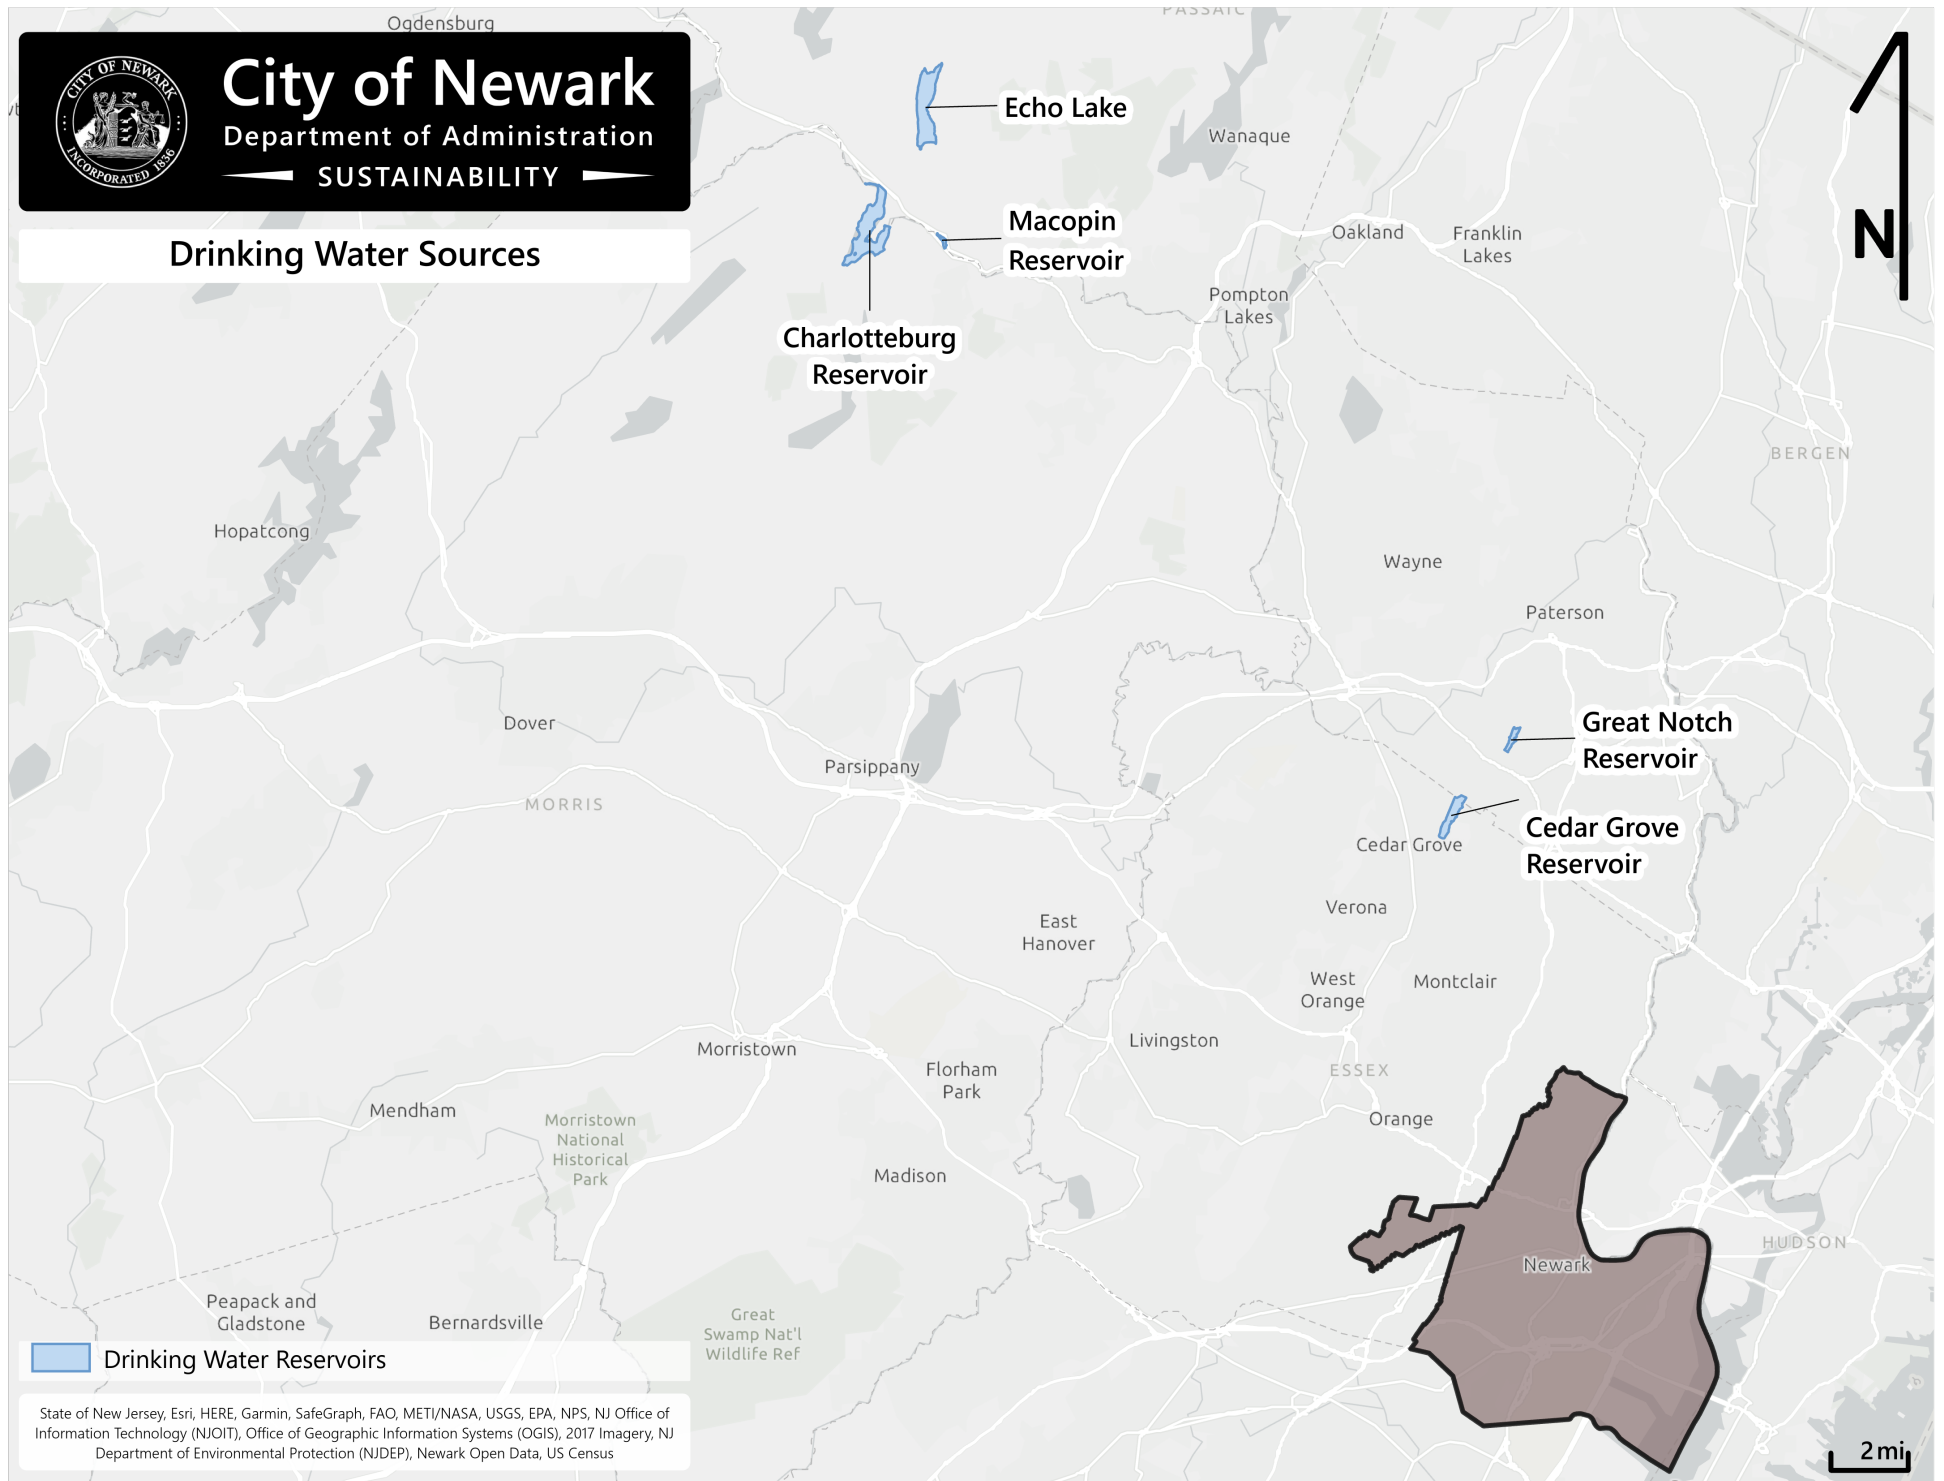 Ogdensburg
PASSAIC
CITY OF NEWARK
INCORPORATED 1836
City of Newark
Department of Administration
SUSTAINABILITY
Drinking Water Sources
Echo Lake
Wanaque
N
Macopin
Reservoir
Oakland
Franklin
Lakes
Pompton
Lakes
Charlotteburg
Reservoir
BERGEN
Hopatcong
Wayne
Paterson
Dover
Great Notch
Reservoir
Parsippany
MORRIS
Cedar Grove
Reservoir
Cedar Grove
Verona
East
Hanover
West
Orange
Montclair
Livingston
Morristown
ESSEX
Florham
Park
Mendham
Orange
Morristown
National
Historical
Park
Madison
HUDSON
Newark
Peapack and
Gladstone
Bernardsville
Great
Swamp Nat'l
Wildlife Ref
Drinking Water Reservoirs
State of New Jersey, Esri, HERE, Garmin, SafeGraph, FAO, METI/NASA, USGS, EPA, NPS, NJ Office of
Information Technology (NJOIT), Office of Geographic Information Systems (OGIS), 2017 Imagery, NJ
Department of Environmental Protection (NJDEP), Newark Open Data, US Census
2 mi